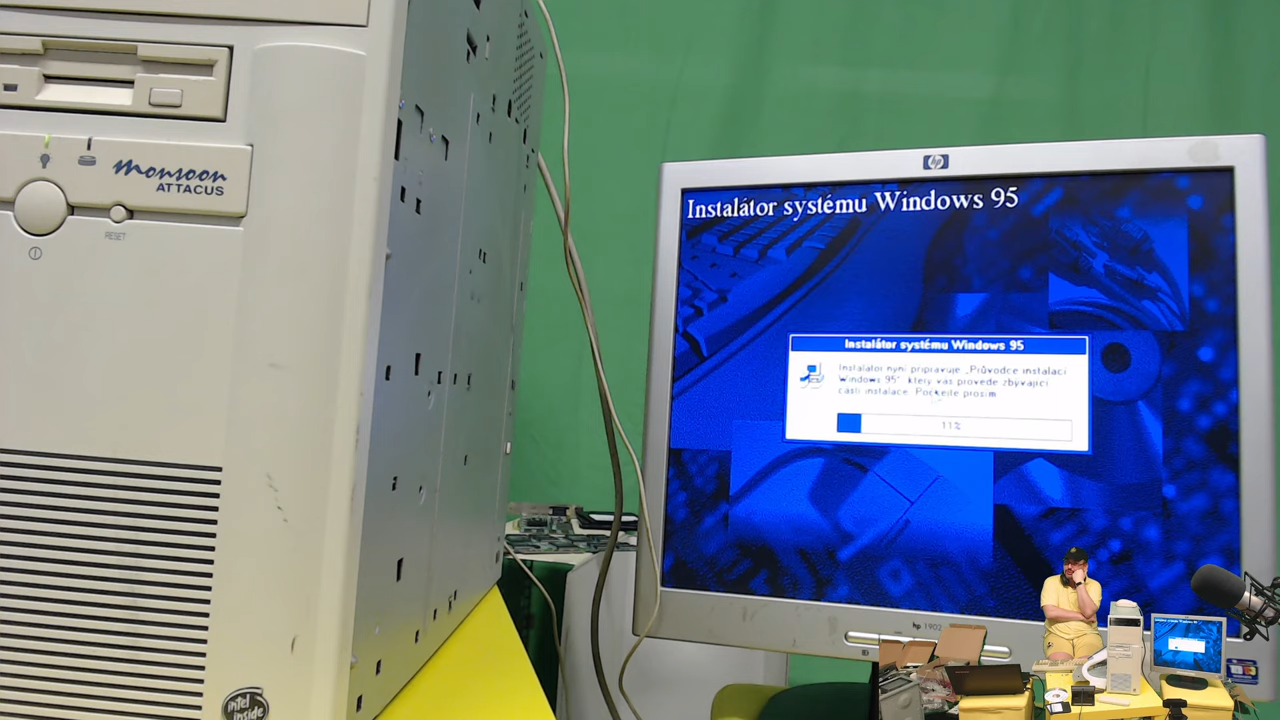 Monsoon
ATTACUS
RESET
intel
inside
hp
Instalátor systému Windows 95
Instalátor systému Windows 95
Instalátor nyní připravuje „Průvodce instalací
Windows 95“, který vás provede zbývající
částí instalace. Počkejte prosím
11%
hp 1902